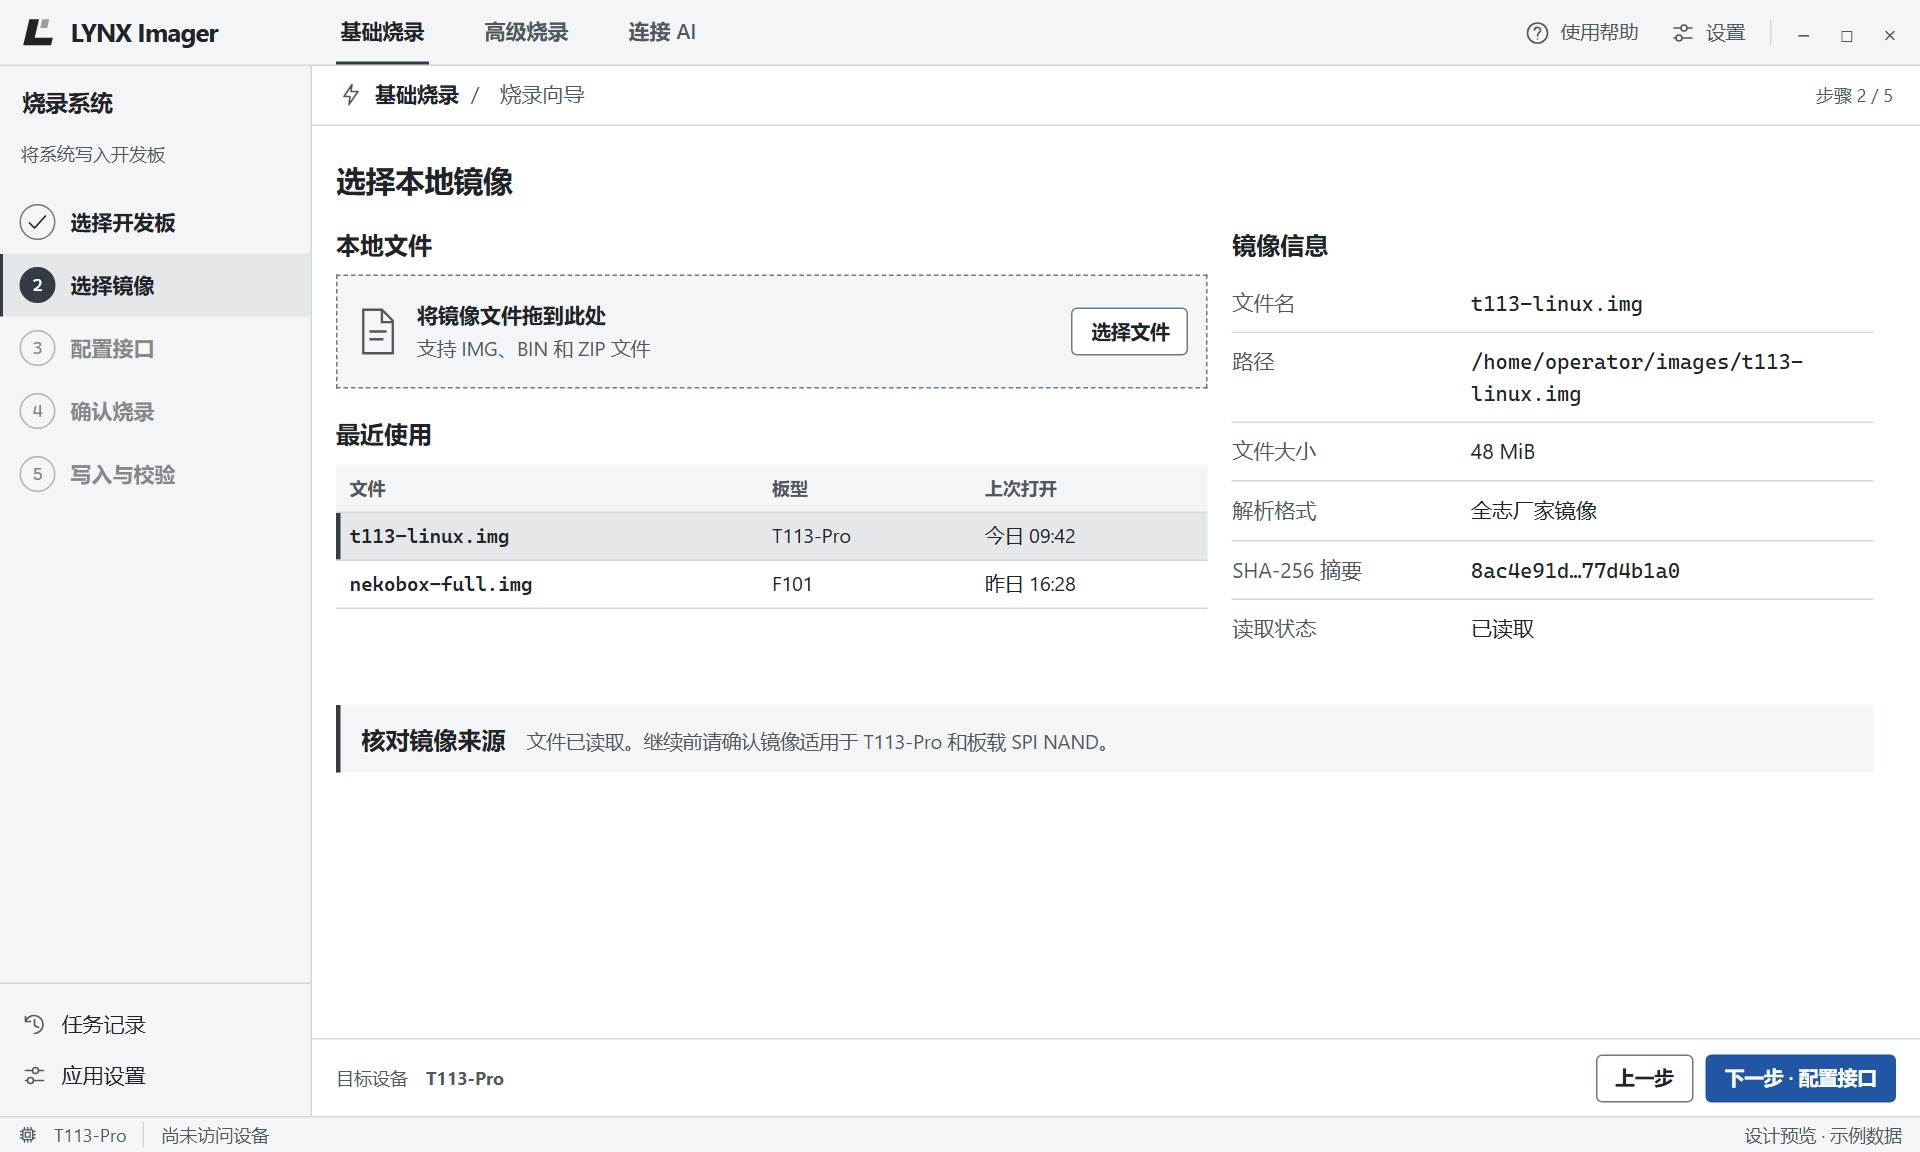 LYNX Imager
基础烧录
高级烧录
连接 AI
使用帮助
设置
烧录系统
将系统写入开发板
选择开发板
2 选择镜像
3 配置接口
4 确认烧录
5 写入与校验
任务记录
应用设置
基础烧录 / 烧录向导
步骤 2 / 5
选择本地镜像
本地文件
将镜像文件拖到此处
支持 IMG、BIN 和 ZIP 文件
选择文件
最近使用
文件 板型 上次打开
t113-linux.img T113-Pro 今日 09:42
nekobox-full.img F101 昨日 16:28
镜像信息
文件名 t113-linux.img
路径 /home/operator/images/t113-
linux.img
文件大小 48 MiB
解析格式 全志厂家镜像
SHA-256 摘要 8ac4e91d…77d4b1a0
读取状态 已读取
核对镜像来源 文件已读取。继续前请确认镜像适用于 T113-Pro 和板载 SPI NAND。
目标设备 T113-Pro
上一步
下一步 · 配置接口
T113-Pro 尚未访问设备
设计预览 · 示例数据